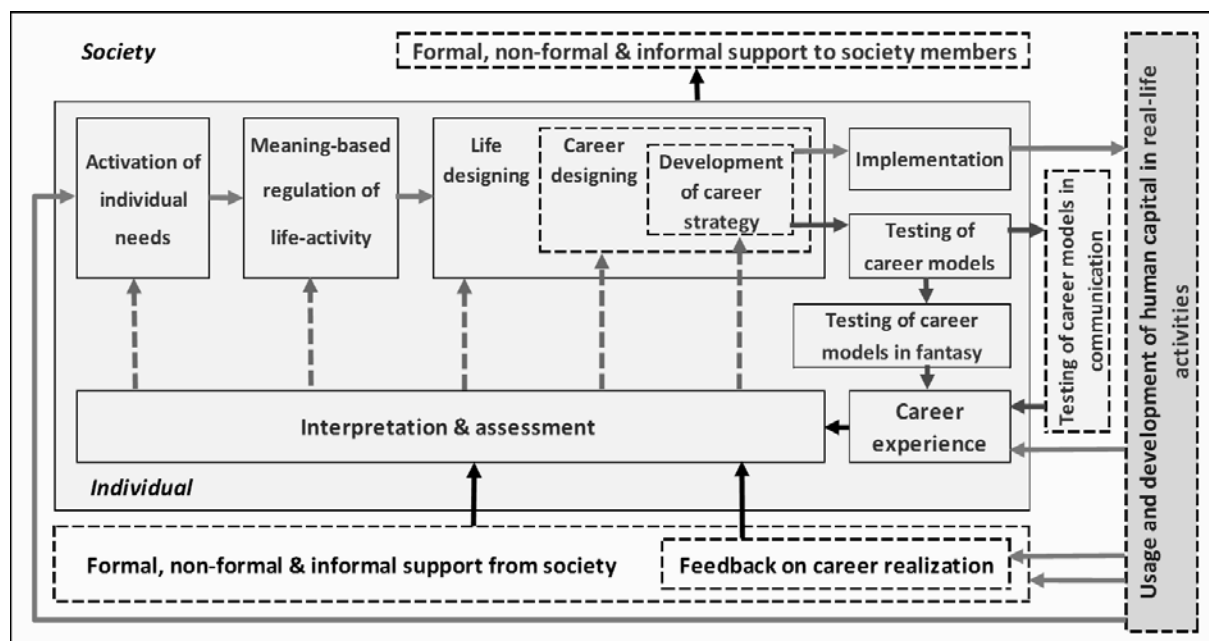 Society
Formal, non-formal & informal support to society members
Activation of
individual
needs
Meaning-based
regulation of
life-activity
Life
designing
Career
designing
Development
of career
strategy
Implementation
Testing of
career models
Testing of career
models in fantasy
Career
experience
Interpretation & assessment
Individual
Testing of career models in
communication
Usage and development of human capital in real-life
activities
Formal, non-formal & informal support from society
Feedback on career realization